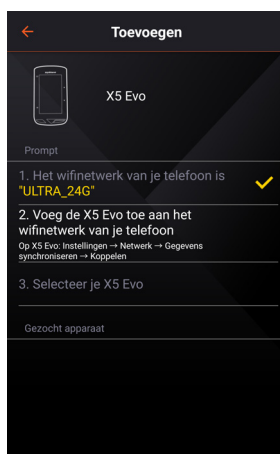 Toevoegen
X5 Evo
Prompt
1. Het wifinetwerk van je telefoon is
"ULTRA_24G"
2. Voeg de X5 Evo toe aan het
wifinetwerk van je telefoon
Op X5 Evo: Instellingen → Netwerk → Gegevens
synchroniseren → Koppelen
3. Selecteer je X5 Evo
Gezocht apparaat